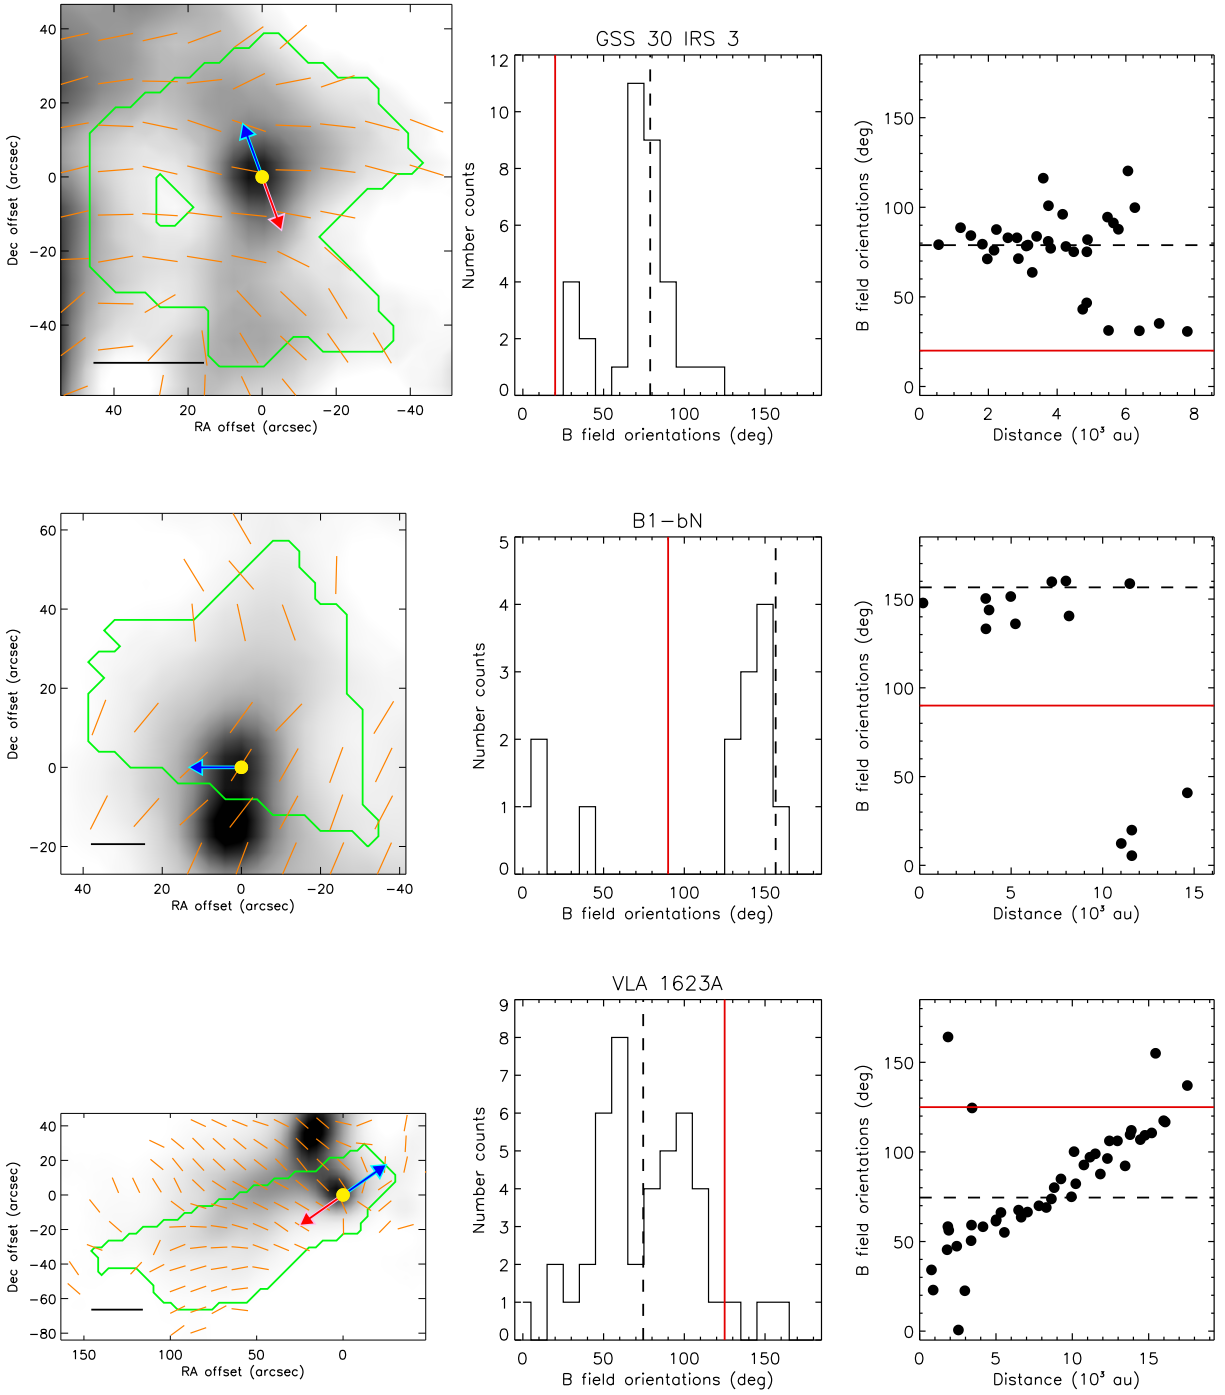 GSS 30 IRS 3
40
20
0
−20
−40
Dec offset (arcsec)
40 20 0 −20 −40
RA offset (arcsec)
12
10
8
6
4
2
0
Number counts
0 50 100 150
B field orientations (deg)
150
100
50
0
B field orientations (deg)
0 2 4 6 8
Distance (10³ au)
B1−bN
60
40
20
0
−20
Dec offset (arcsec)
40 20 0 −20 −40
RA offset (arcsec)
5
4
3
2
1
0
Number counts
0 50 100 150
B field orientations (deg)
150
100
50
0
B field orientations (deg)
0 5 10 15
Distance (10³ au)
VLA 1623A
40
20
0
−20
−40
−60
−80
Dec offset (arcsec)
150 100 50 0
RA offset (arcsec)
9
8
7
6
5
4
3
2
1
0
Number counts
0 50 100 150
B field orientations (deg)
150
100
50
0
B field orientations (deg)
0 5 10 15
Distance (10³ au)